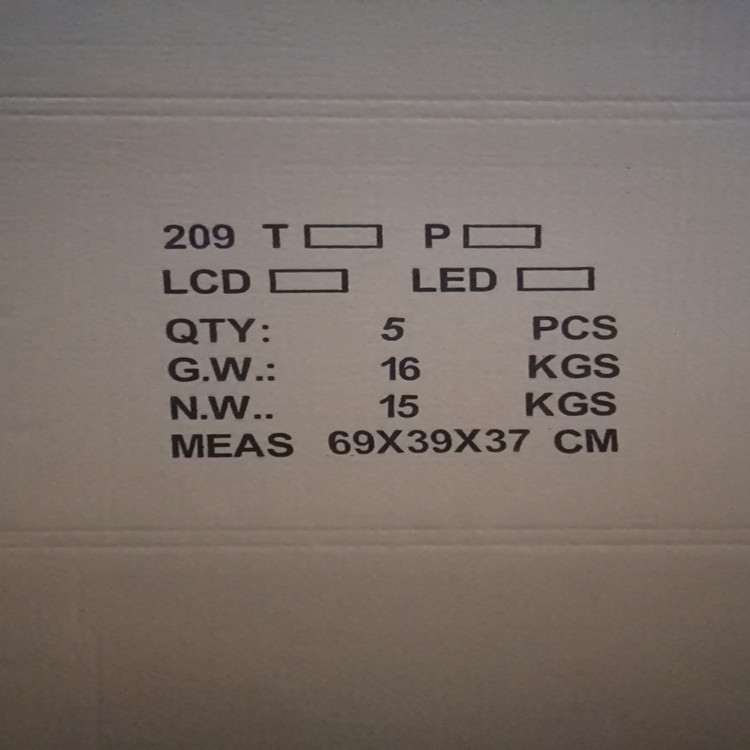 209 T P
LCD LED
QTY: 5 PCS
G.W.: 16 KGS
N.W.. 15 KGS
MEAS 69X39X37 CM